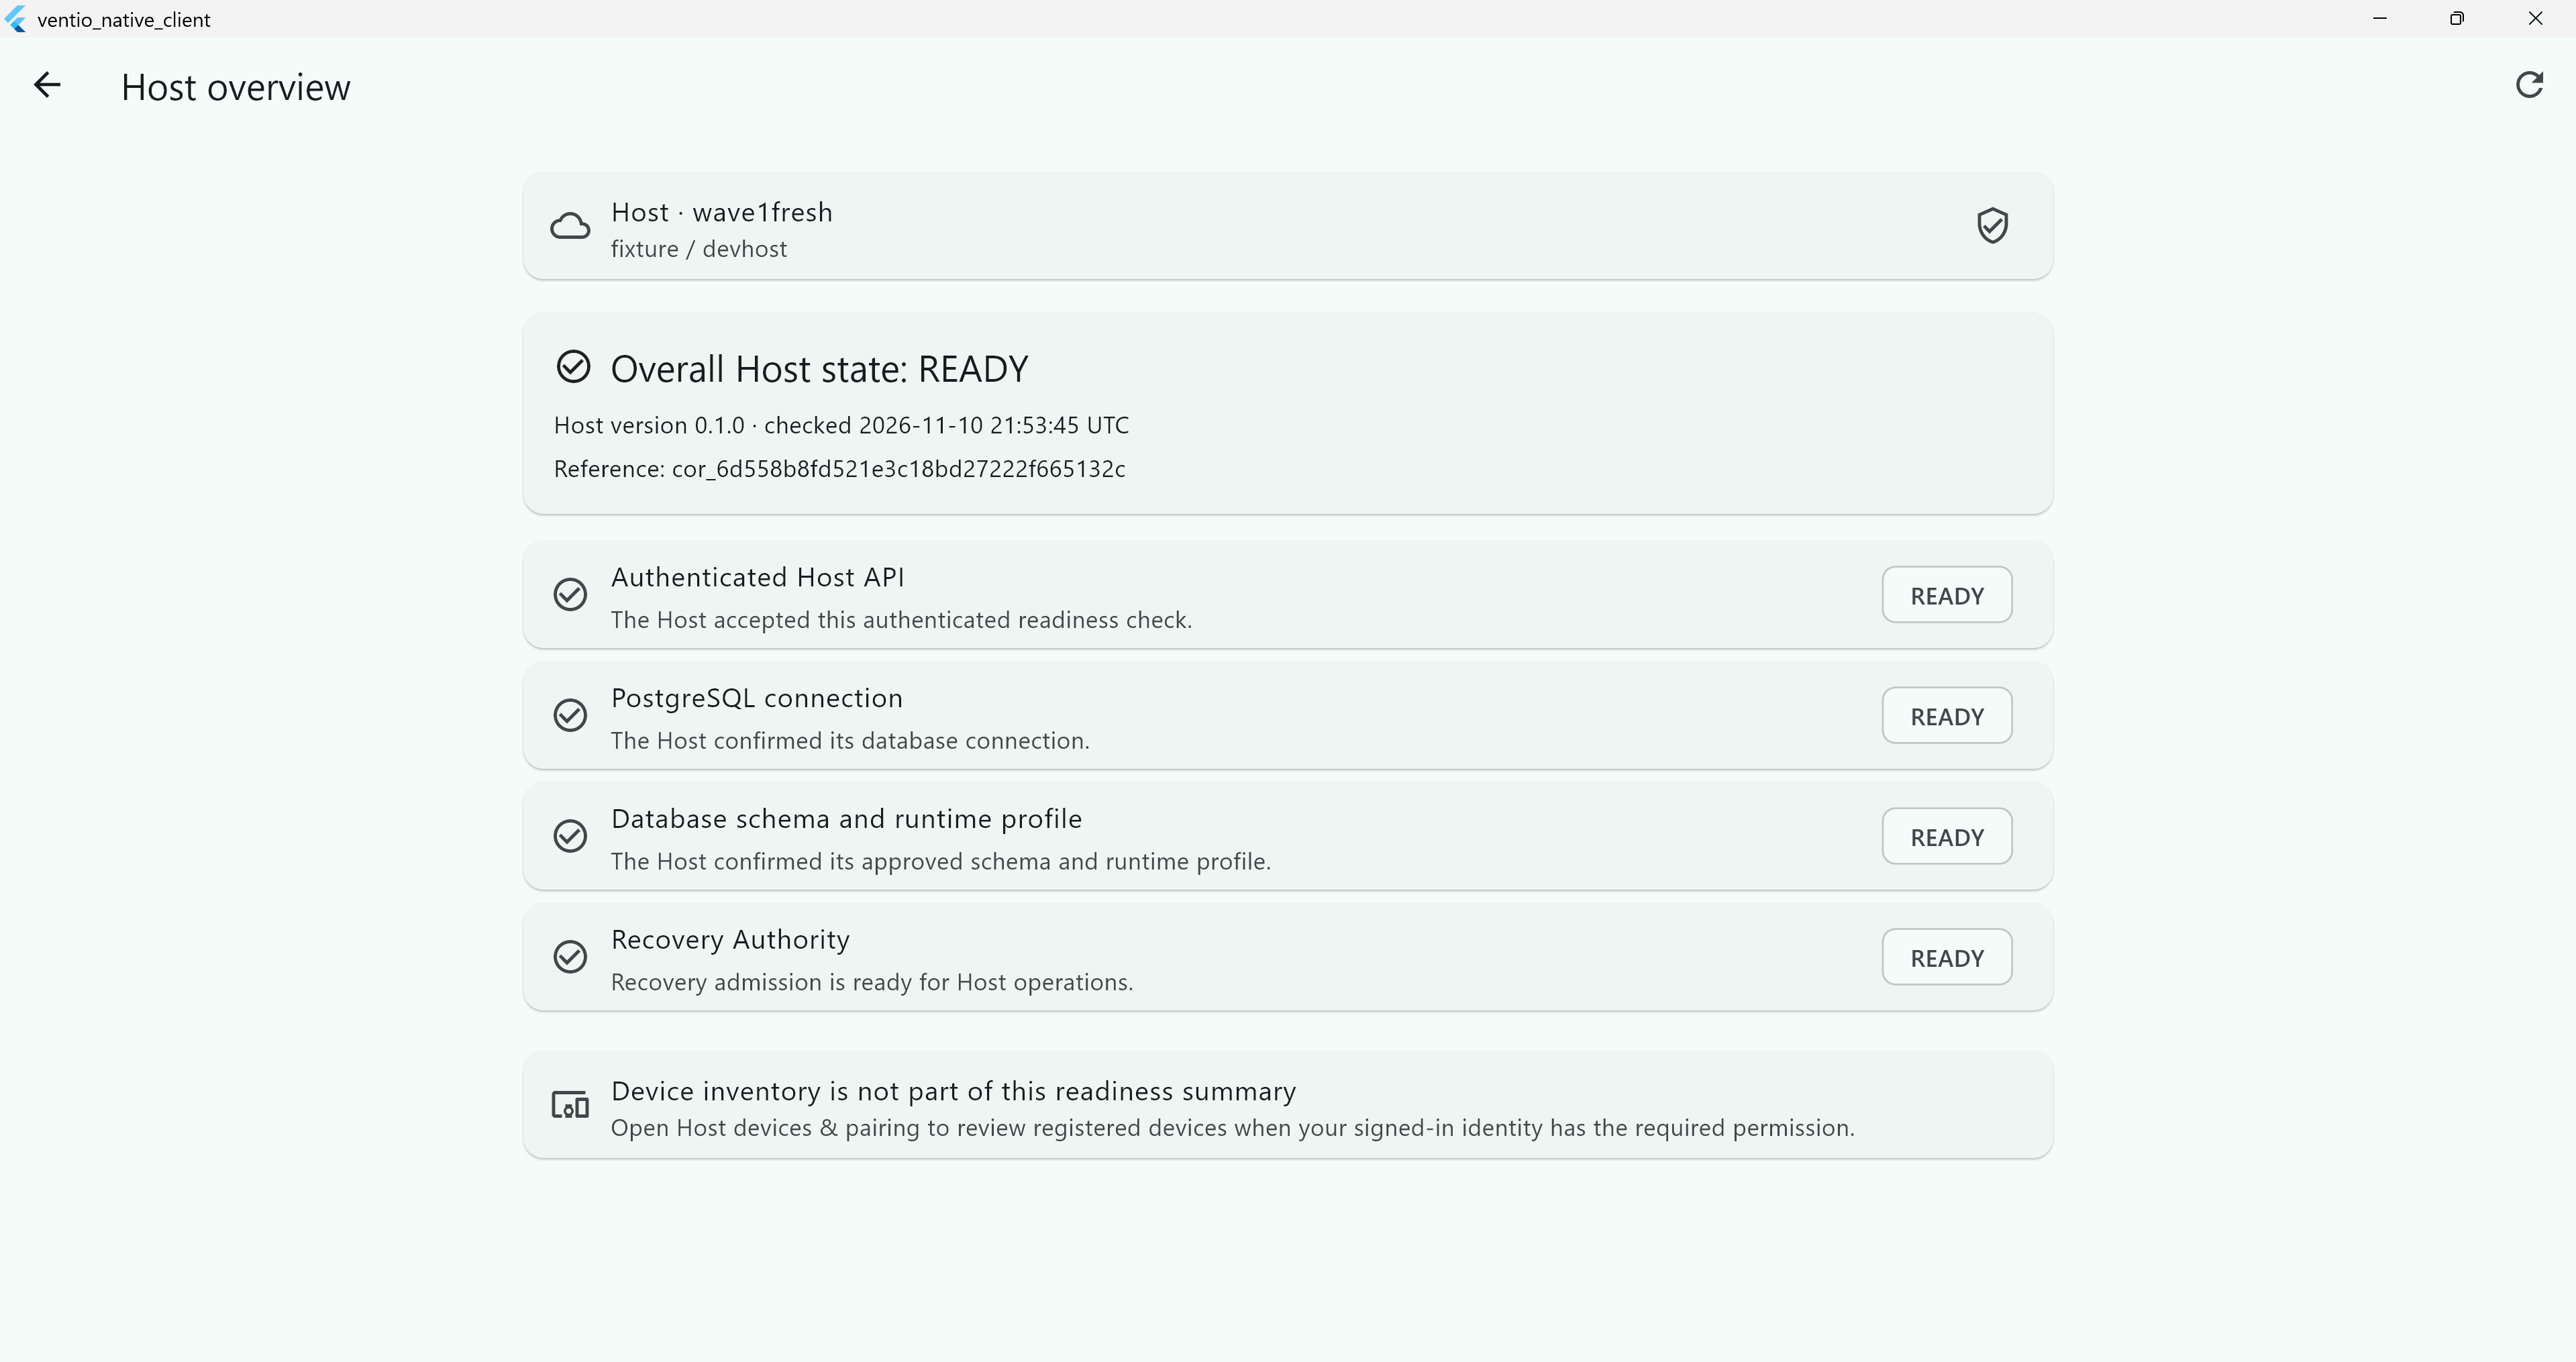 ventio_native_client
Host overview
Host · wave1fresh
fixture / devhost
Overall Host state: READY
Host version 0.1.0 · checked 2026-11-10 21:53:45 UTC
Reference: cor_6d558b8fd521e3c18bd27222f665132c
Authenticated Host API
The Host accepted this authenticated readiness check.
READY
PostgreSQL connection
The Host confirmed its database connection.
READY
Database schema and runtime profile
The Host confirmed its approved schema and runtime profile.
READY
Recovery Authority
Recovery admission is ready for Host operations.
READY
Device inventory is not part of this readiness summary
Open Host devices & pairing to review registered devices when your signed-in identity has the required permission.